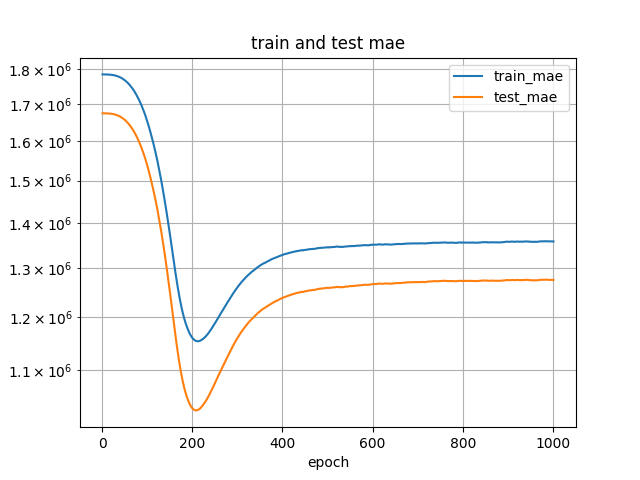 train and test mae
1.8 × 10⁶
1.7 × 10⁶
1.6 × 10⁶
1.5 × 10⁶
1.4 × 10⁶
1.3 × 10⁶
1.2 × 10⁶
1.1 × 10⁶
train_mae
test_mae
0 200 400 600 800 1000
epoch